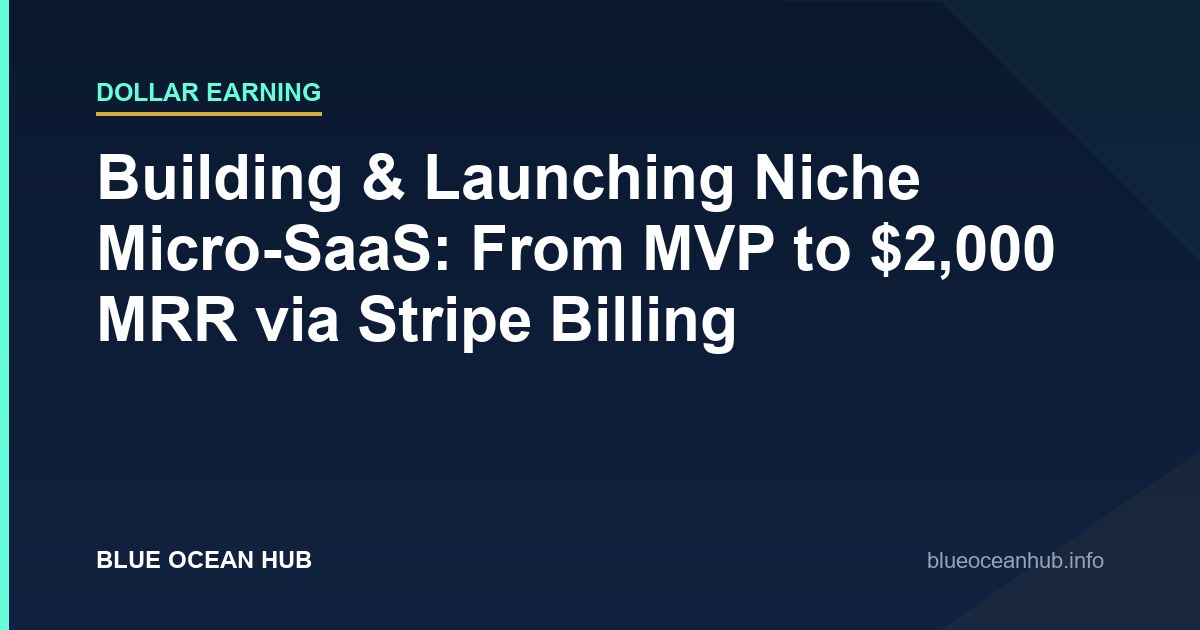 DOLLAR EARNING
Building & Launching Niche
Micro-SaaS: From MVP to $2,000
MRR via Stripe Billing
BLUE OCEAN HUB
blueoceanhub.info